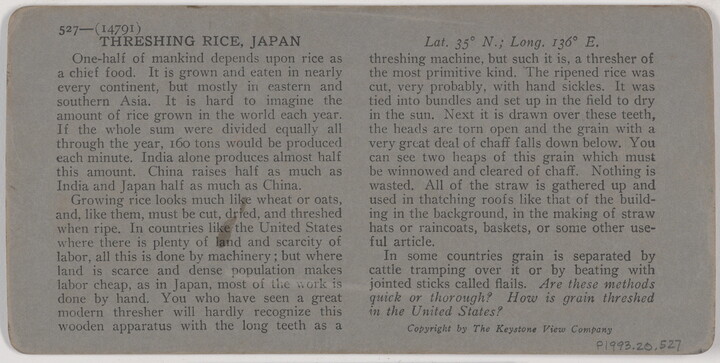 527—(14791)
THRESHING RICE, JAPAN
One-half of mankind depends upon rice as
a chief food. It is grown and eaten in nearly
every continent, but mostly in eastern and
southern Asia. It is hard to imagine the
amount of rice grown in the world each year.
If the whole sum were divided equally all
through the year, 160 tons would be produced
each minute. India alone produces almost half
this amount. China raises half as much as
India and Japan half as much as China.
Growing rice looks much like wheat or oats,
and, like them, must be cut, dried, and threshed
when ripe. In countries like the United States
where there is plenty of land and scarcity of
labor, all this is done by machinery; but where
land is scarce and dense population makes
labor cheap, as in Japan, most of the work is
done by hand. You who have seen a great
modern thresher will hardly recognize this
wooden apparatus with the long teeth as a
Lat. 35° N.; Long. 136° E.
threshing machine, but such it is, a thresher of
the most primitive kind. The ripened rice was
cut, very probably, with hand sickles. It was
tied into bundles and set up in the field to dry
in the sun. Next it is drawn over these teeth,
the heads are torn open and the grain with a
very great deal of chaff falls down below. You
can see two heaps of this grain which must
be winnowed and cleared of chaff. Nothing is
wasted. All of the straw is gathered up and
used in thatching roofs like that of the build-
ing in the background, in the making of straw
hats or raincoats, baskets, or some other use-
ful article.
In some countries grain is separated by
cattle tramping over it or by beating with
jointed sticks called flails. Are these methods
quick or thorough? How is grain threshed
in the United States?
Copyright by The Keystone View Company
P1993.20.527